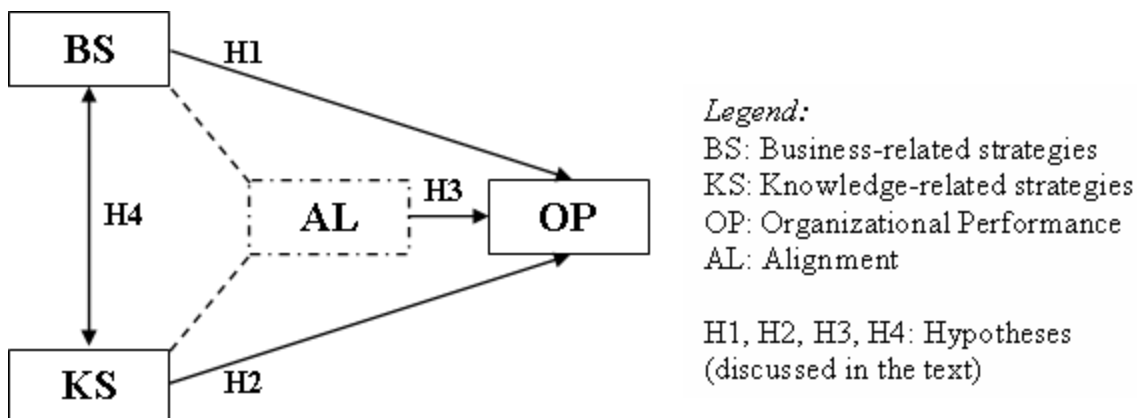 BS
H1
H4
AL
H3
OP
KS
H2
Legend:
BS: Business-related strategies
KS: Knowledge-related strategies
OP: Organizational Performance
AL: Alignment
H1, H2, H3, H4: Hypotheses
(discussed in the text)